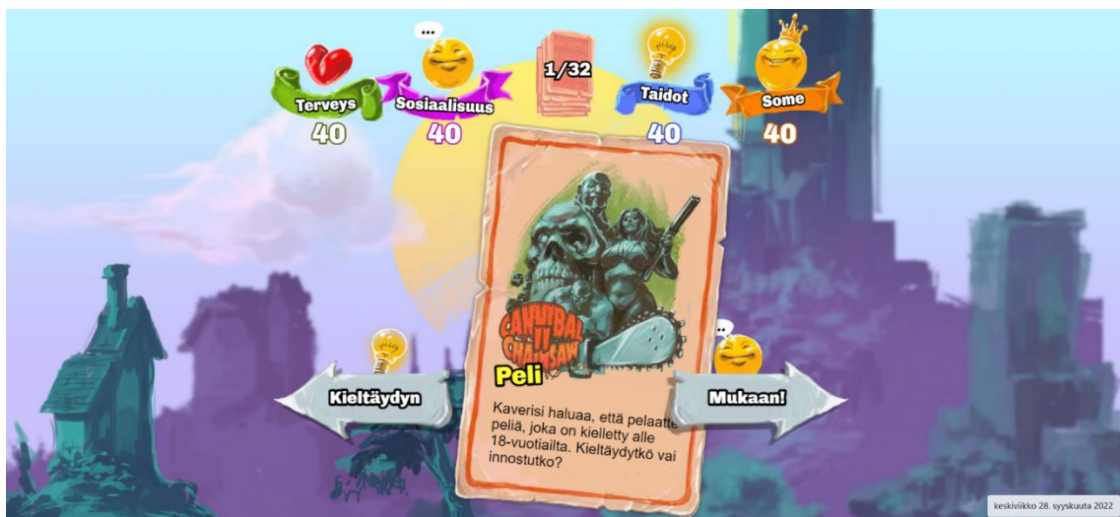 ...
1/32
Terveys
Sosiaalisuus
Taidot
Some
40
40
40
40
CANNIBAL
II
CHAINSAW
Peli
Kieltäydyn
Mukaan!
Kaverisi haluaa, että pelaatte
peliä, joka on kielletty alle
18-vuotiailta. Kieltäydytkö vai
innostutko?
keskiviikko 28. syyskuuta 2022